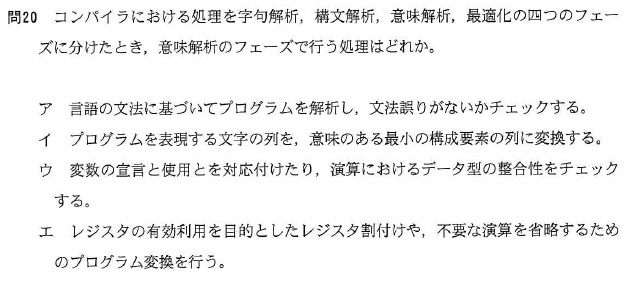 問20 コンパイラにおける処理を字句解析，構文解析，意味解析，最適化の四つのフェー
ズに分けたとき，意味解析のフェーズで行う処理はどれか。
ア 言語の文法に基づいてプログラムを解析し，文法誤りがないかチェックする。
イ プログラムを表現する文字の列を，意味のある最小の構成要素の列に変換する。
ウ 変数の宣言と使用とを対応付けたり，演算におけるデータ型の整合性をチェック
する。
エ レジスタの有効利用を目的としたレジスタ割付けや，不要な演算を省略するため
のプログラム変換を行う。